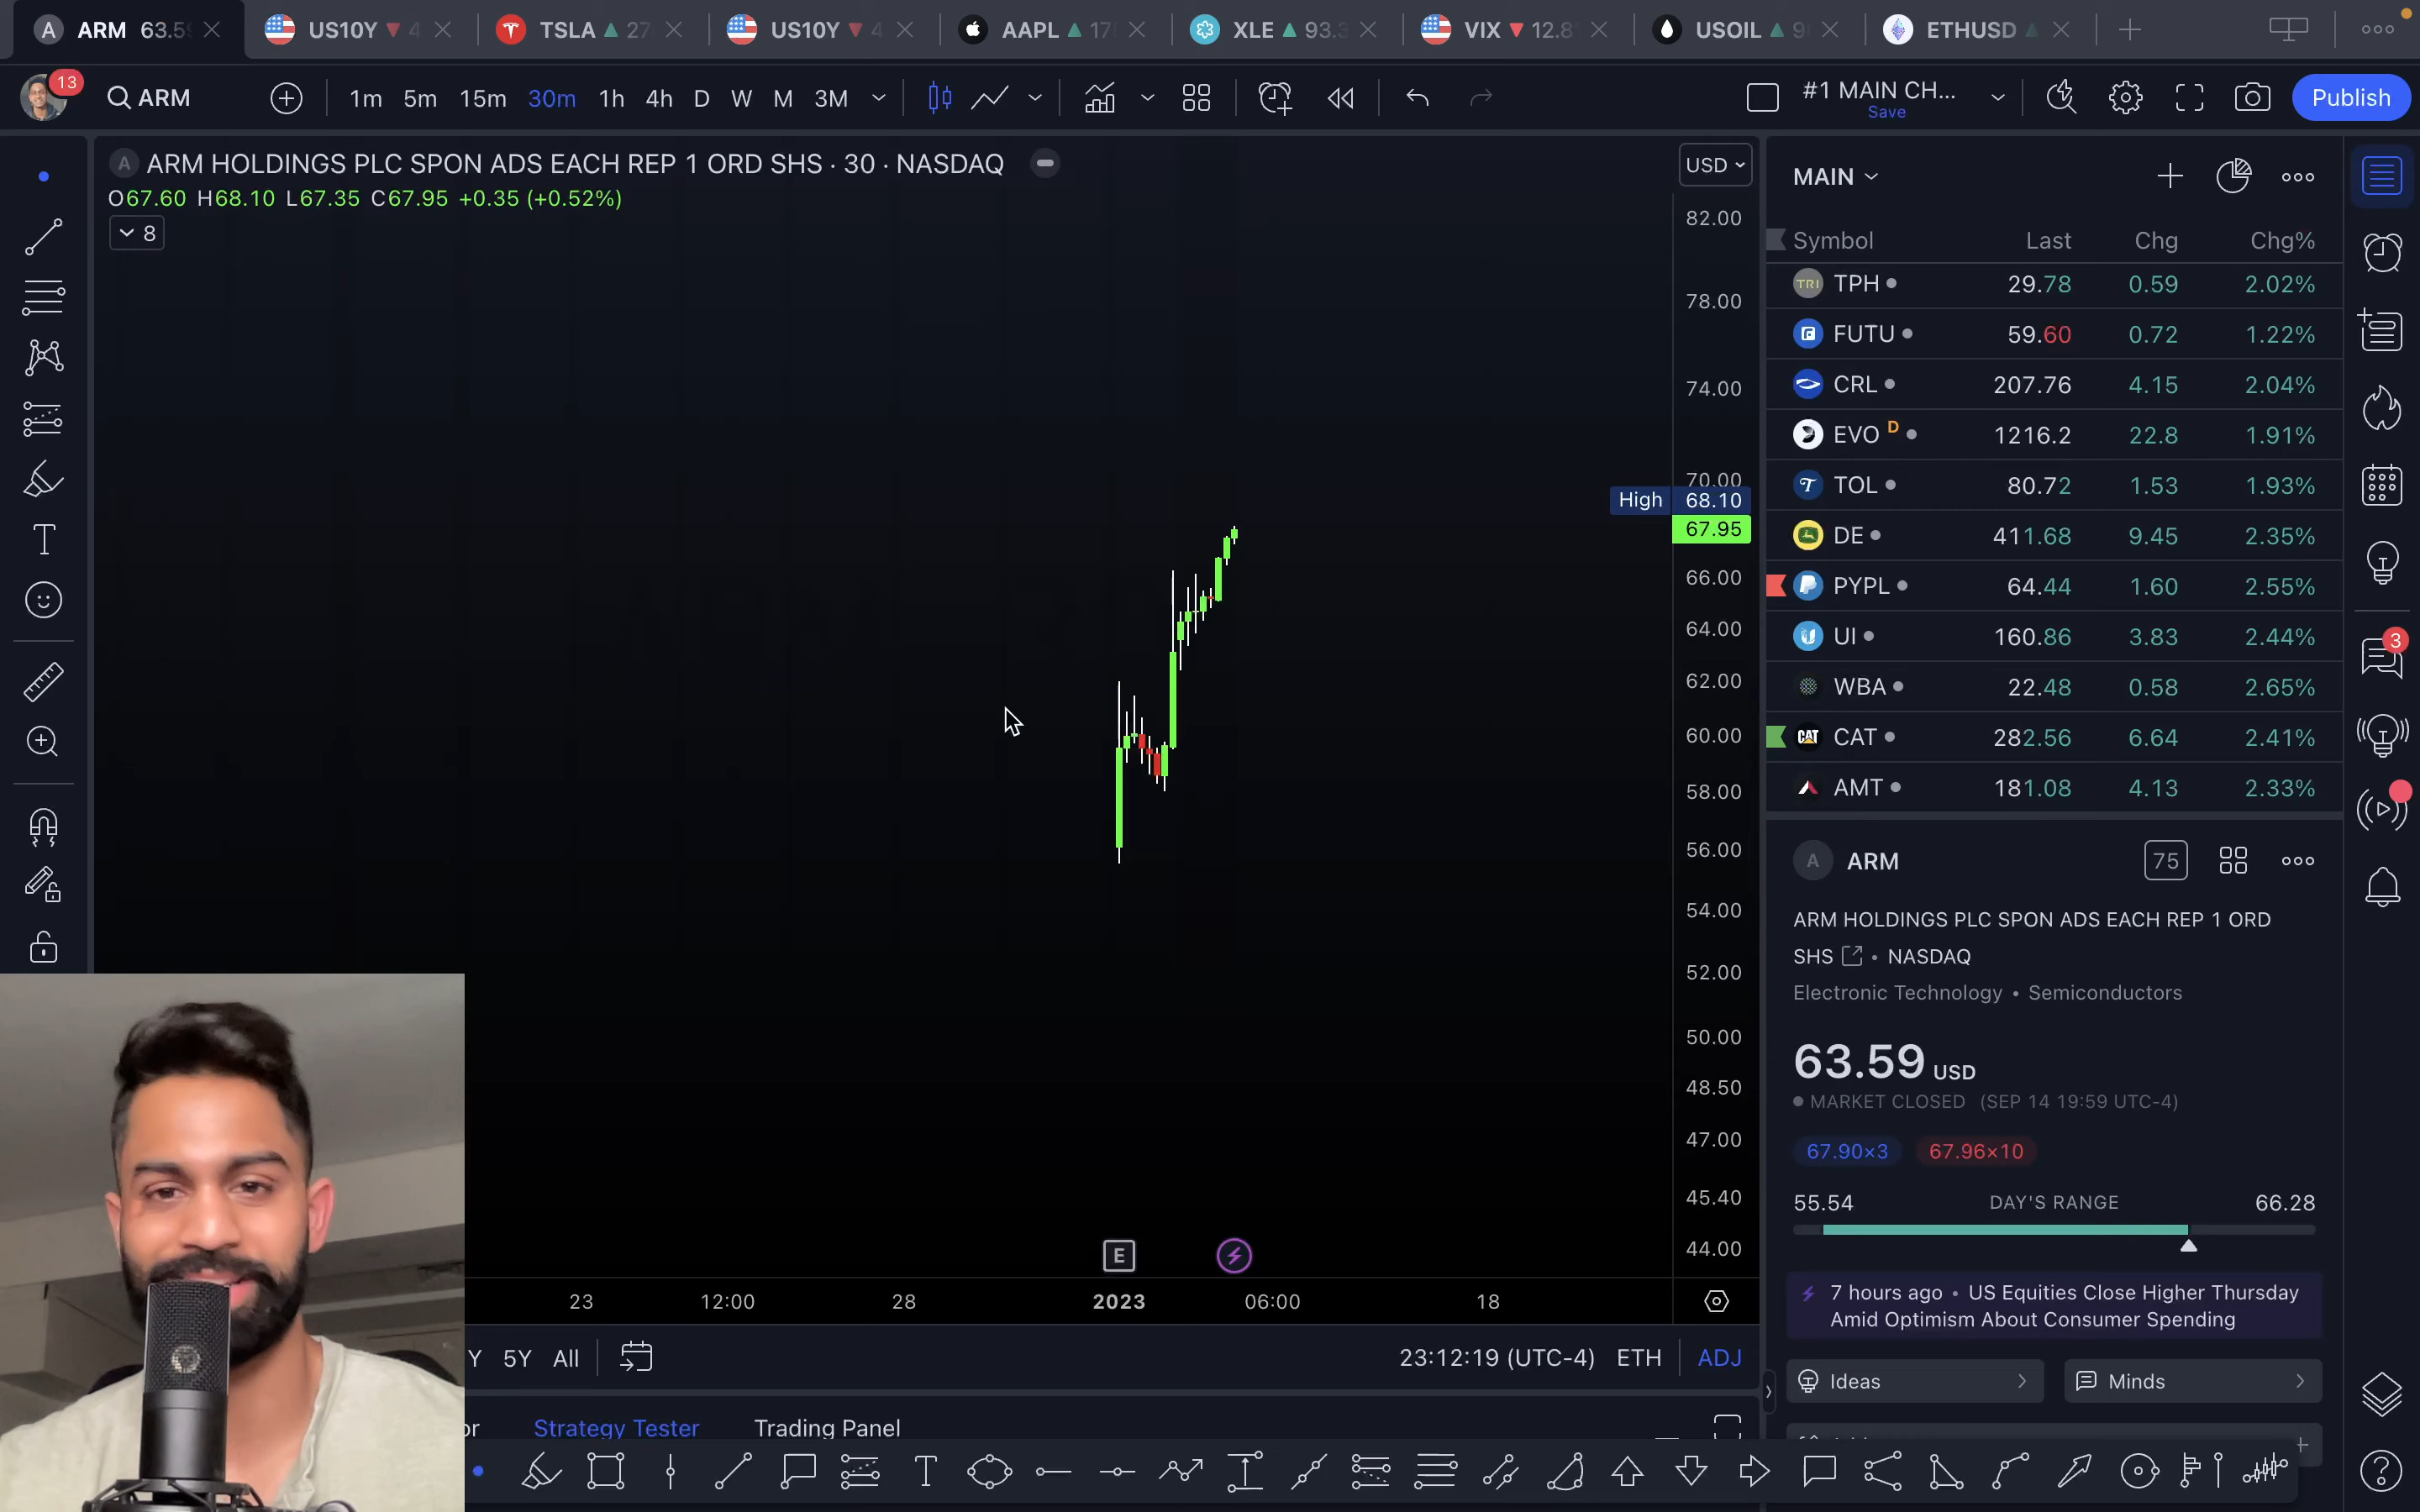 A ARM 63.5
US10Y 4
TSLA 27
US10Y 4
AAPL 17
XLE 93.3
VIX 12.8
USOIL 9
ETHUSD
13
ARM
1m 5m 15m 30m 1h 4h D W M 3M
#1 MAIN CH...
Save
Publish
A ARM HOLDINGS PLC SPON ADS EACH REP 1 ORD SHS · 30 · NASDAQ
O67.60 H68.10 L67.35 C67.95 +0.35 (+0.52%)
8
USD
82.00
78.00
74.00
70.00
High 68.10
67.95
66.00
64.00
62.00
60.00
58.00
56.00
54.00
52.00
50.00
48.50
47.00
45.40
44.00
E
23 12:00 28 2023 06:00 18
Y 5Y All
23:12:19 (UTC-4) ETH ADJ
or Strategy Tester Trading Panel
MAIN
Symbol Last Chg Chg%
TRI TPH 29.78 0.59 2.02%
FUTU 59.60 0.72 1.22%
CRL 207.76 4.15 2.04%
EVO D 1216.2 22.8 1.91%
TOL 80.72 1.53 1.93%
DE 411.68 9.45 2.35%
PYPL 64.44 1.60 2.55%
UI 160.86 3.83 2.44%
WBA 22.48 0.58 2.65%
CAT CAT 282.56 6.64 2.41%
AMT 181.08 4.13 2.33%
A ARM 75
ARM HOLDINGS PLC SPON ADS EACH REP 1 ORD
SHS • NASDAQ
Electronic Technology • Semiconductors
63.59 USD
MARKET CLOSED (SEP 14 19:59 UTC-4)
67.90×3 67.96×10
55.54 DAY'S RANGE 66.28
7 hours ago • US Equities Close Higher Thursday
Amid Optimism About Consumer Spending
Ideas
Minds
3